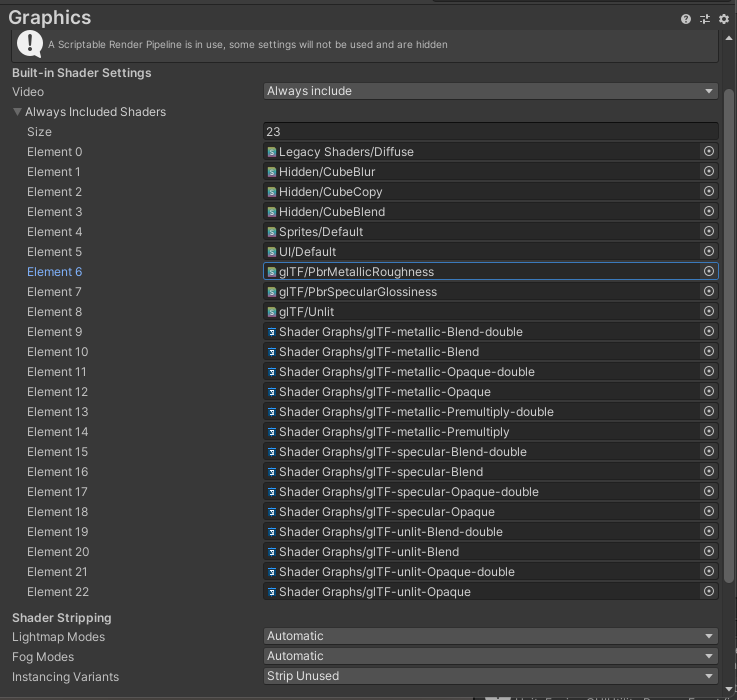 Graphics
A Scriptable Render Pipeline is in use, some settings will not be used and are hidden
Built-in Shader Settings
Video Always include
Always Included Shaders
Size 23
Element 0 Legacy Shaders/Diffuse
Element 1 Hidden/CubeBlur
Element 2 Hidden/CubeCopy
Element 3 Hidden/CubeBlend
Element 4 Sprites/Default
Element 5 UI/Default
Element 6 glTF/PbrMetallicRoughness
Element 7 glTF/PbrSpecularGlossiness
Element 8 glTF/Unlit
Element 9 Shader Graphs/glTF-metallic-Blend-double
Element 10 Shader Graphs/glTF-metallic-Blend
Element 11 Shader Graphs/glTF-metallic-Opaque-double
Element 12 Shader Graphs/glTF-metallic-Opaque
Element 13 Shader Graphs/glTF-metallic-Premultiply-double
Element 14 Shader Graphs/glTF-metallic-Premultiply
Element 15 Shader Graphs/glTF-specular-Blend-double
Element 16 Shader Graphs/glTF-specular-Blend
Element 17 Shader Graphs/glTF-specular-Opaque-double
Element 18 Shader Graphs/glTF-specular-Opaque
Element 19 Shader Graphs/glTF-unlit-Blend-double
Element 20 Shader Graphs/glTF-unlit-Blend
Element 21 Shader Graphs/glTF-unlit-Opaque-double
Element 22 Shader Graphs/glTF-unlit-Opaque
Shader Stripping
Lightmap Modes Automatic
Fog Modes Automatic
Instancing Variants Strip Unused